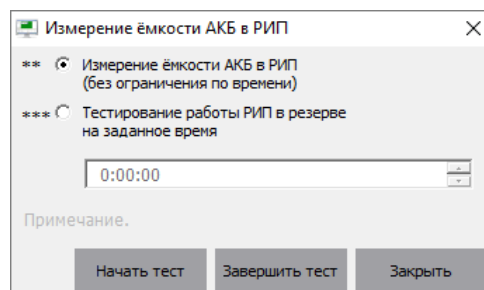 Измерение ёмкости АКБ в РИП
** Измерение ёмкости АКБ в РИП
(без ограничения по времени)
*** Тестирование работы РИП в резерве
на заданное время
0:00:00
Примечание.
Начать тест Завершить тест Закрыть